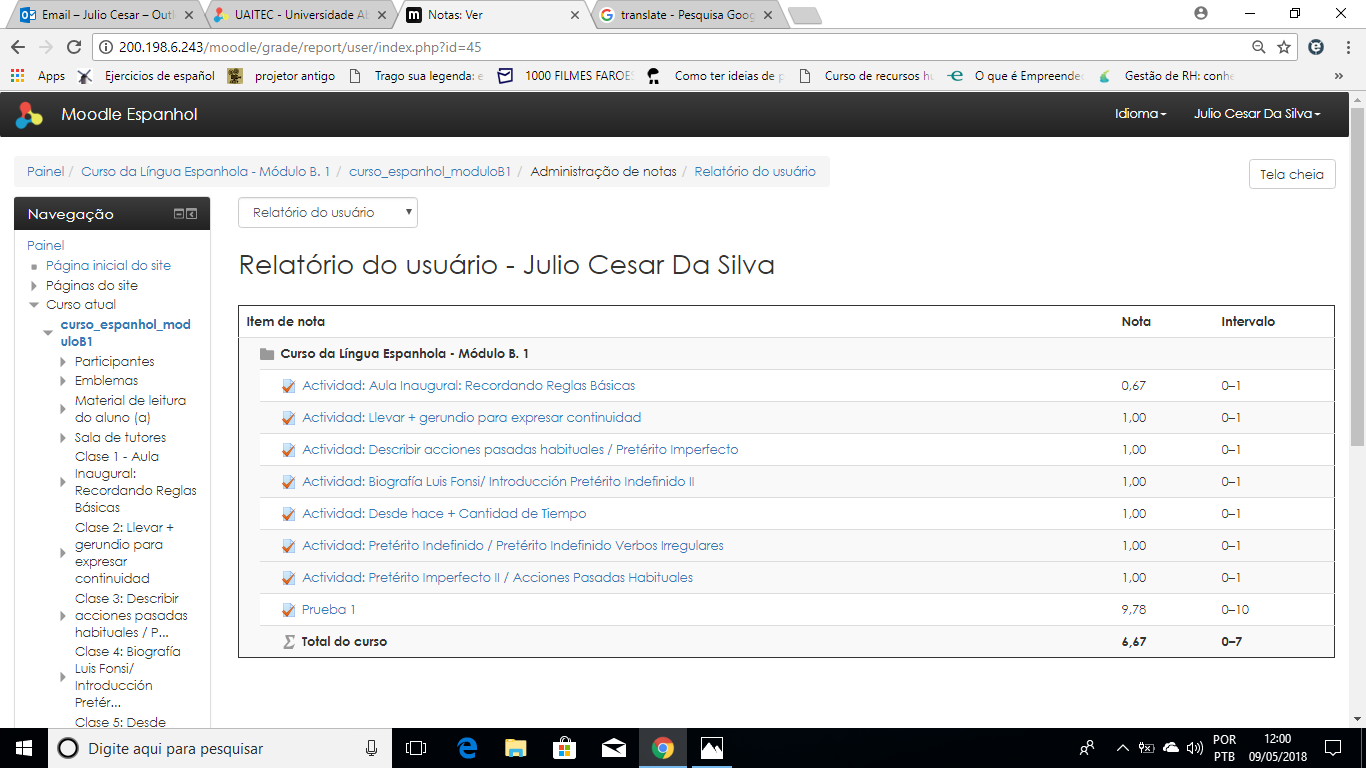 Email – Julio Cesar – Outl
UAITEC - Universidade Ab
Notas: Ver
translate - Pesquisa Goog
200.198.6.243/moodle/grade/report/user/index.php?id=45
Apps
Ejercicios de español
projetor antigo
Trago sua legenda: e
1000 FILMES FAROES
Como ter ideias de p
Curso de recursos hu
O que é Empreended
Gestão de RH: conhe
»
Moodle Espanhol
Idioma
Julio Cesar Da Silva
Painel / Curso da Língua Espanhola - Módulo B. 1 / curso_espanhol_moduloB1 / Administração de notas / Relatório do usuário
Tela cheia
Navegação
Painel
Página inicial do site
Páginas do site
Curso atual
curso_espanhol_mod
uloB1
Participantes
Emblemas
Material de leitura
do aluno (a)
Sala de tutores
Clase 1 - Aula
Inaugural:
Recordando Reglas
Básicas
Clase 2: Llevar +
gerundio para
expresar
continuidad
Clase 3: Describir
acciones pasadas
habituales / P...
Clase 4: Biografía
Luis Fonsi/
Introducción
Pretér...
Clase 5: Desde
Relatório do usuário
Relatório do usuário - Julio Cesar Da Silva
Item de nota Nota Intervalo
Curso da Língua Espanhola - Módulo B. 1
Actividad: Aula Inaugural: Recordando Reglas Básicas 0,67 0–1
Actividad: Llevar + gerundio para expresar continuidad 1,00 0–1
Actividad: Describir acciones pasadas habituales / Pretérito Imperfecto 1,00 0–1
Actividad: Biografía Luis Fonsi/ Introducción Pretérito Indefinido II 1,00 0–1
Actividad: Desde hace + Cantidad de Tiempo 1,00 0–1
Actividad: Pretérito Indefinido / Pretérito Indefinido Verbos Irregulares 1,00 0–1
Actividad: Pretérito Imperfecto II / Acciones Pasadas Habituales 1,00 0–1
Prueba 1 9,78 0–10
Σ Total do curso 6,67 0–7
Digite aqui para pesquisar
POR
PTB
12:00
09/05/2018